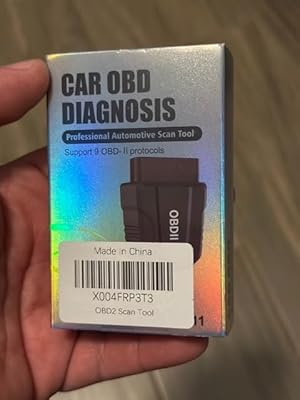 CAR OBD
DIAGNOSIS
Professional Automotive Scan Tool
Support 9 OBD-II protocols
OBDII
Made in China
X004FRP3T3
OBD2 Scan Tool